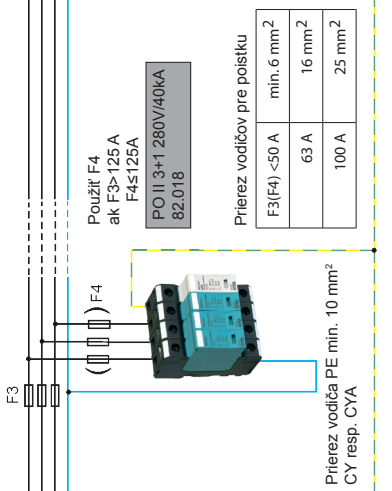 F3
( F4 )
Použiť F4
ak F3>125 A
F4≤125A
PO II 3+1 280V/40kA
82.018
Prierez vodičov pre poistku
F3(F4) <50 A min. 6 mm²
63 A 16 mm²
100 A 25 mm²
Prierez vodiča PE min. 10 mm²
CY resp. CYA